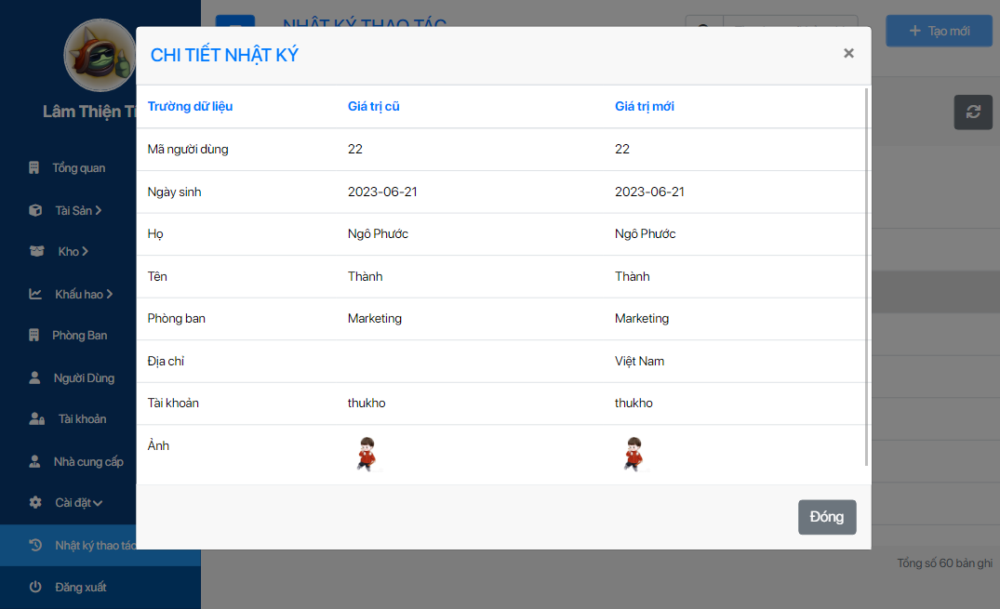 NHẬT KÝ THAO TÁC
Tạo mới
CHI TIẾT NHẬT KÝ
×
Trường dữ liệu Giá trị cũ Giá trị mới
Mã người dùng 22 22
Ngày sinh 2023-06-21 2023-06-21
Họ Ngô Phước Ngô Phước
Tên Thành Thành
Phòng ban Marketing Marketing
Địa chỉ Việt Nam
Tài khoản thukho thukho
Ảnh
Đóng
Lâm Thiện
Tổng quan
Tài Sản
Kho
Khấu hao
Phòng Ban
Người Dùng
Tài khoản
Nhà cung cấp
Cài đặt
Nhật ký thao tác
Đăng xuất
Tổng số 60 bản ghi